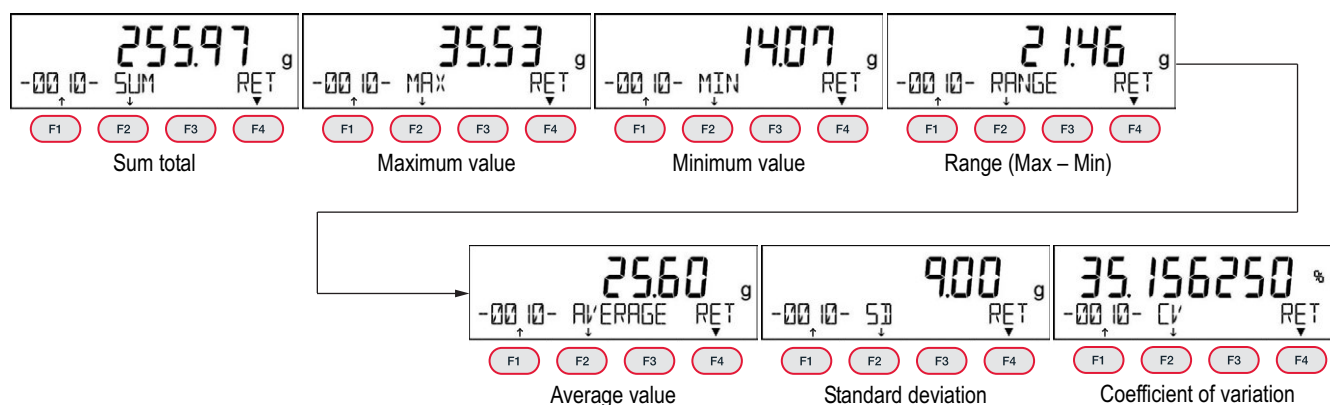 255.97 g
-0010- SUM RET
F1 F2 F3 F4
Sum total
35.53 g
-0010- MAX RET
F1 F2 F3 F4
Maximum value
14.07 g
-0010- MIN RET
F1 F2 F3 F4
Minimum value
21.46 g
-0010- RANGE RET
F1 F2 F3 F4
Range (Max – Min)
25.60 g
-0010- AVERAGE RET
F1 F2 F3 F4
Average value
9.00 g
-0010- SD RET
F1 F2 F3 F4
Standard deviation
35.156250 %
-0010- CV RET
F1 F2 F3 F4
Coefficient of variation